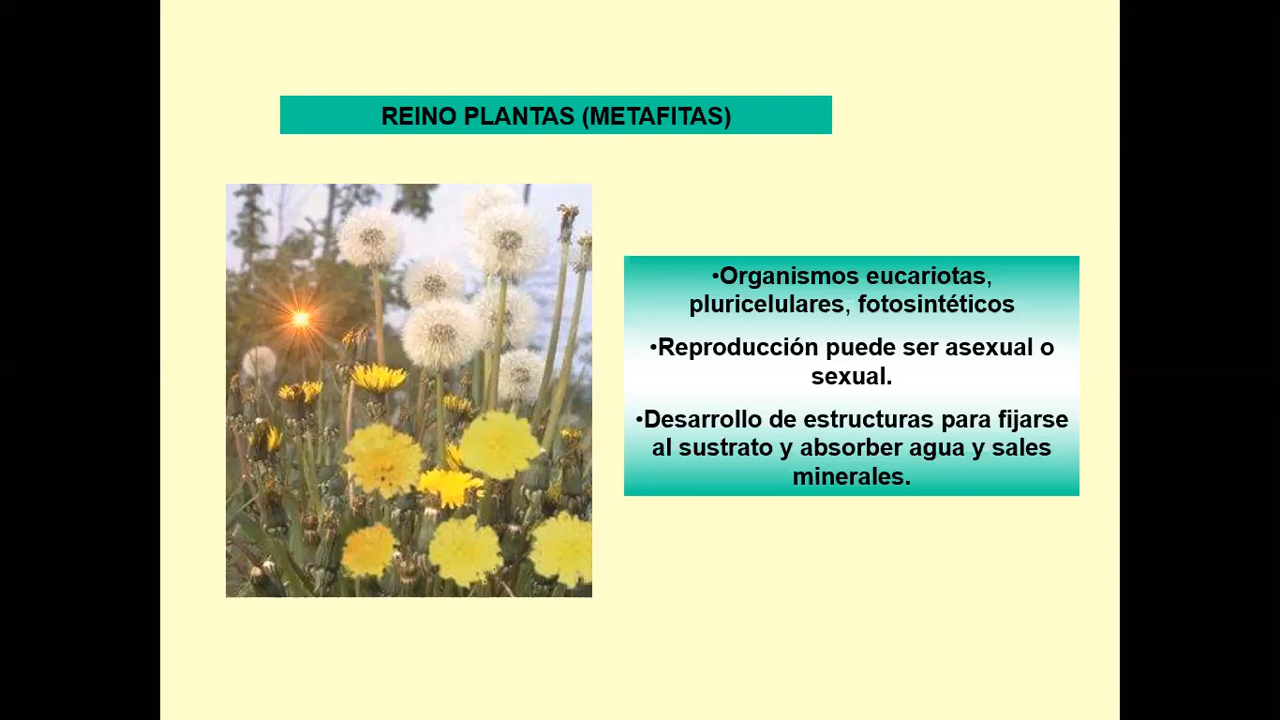 REINO PLANTAS (METAFITAS)
•Organismos eucariotas,
pluricelulares, fotosintéticos
•Reproducción puede ser asexual o
sexual.
•Desarrollo de estructuras para fijarse
al sustrato y absorber agua y sales
minerales.